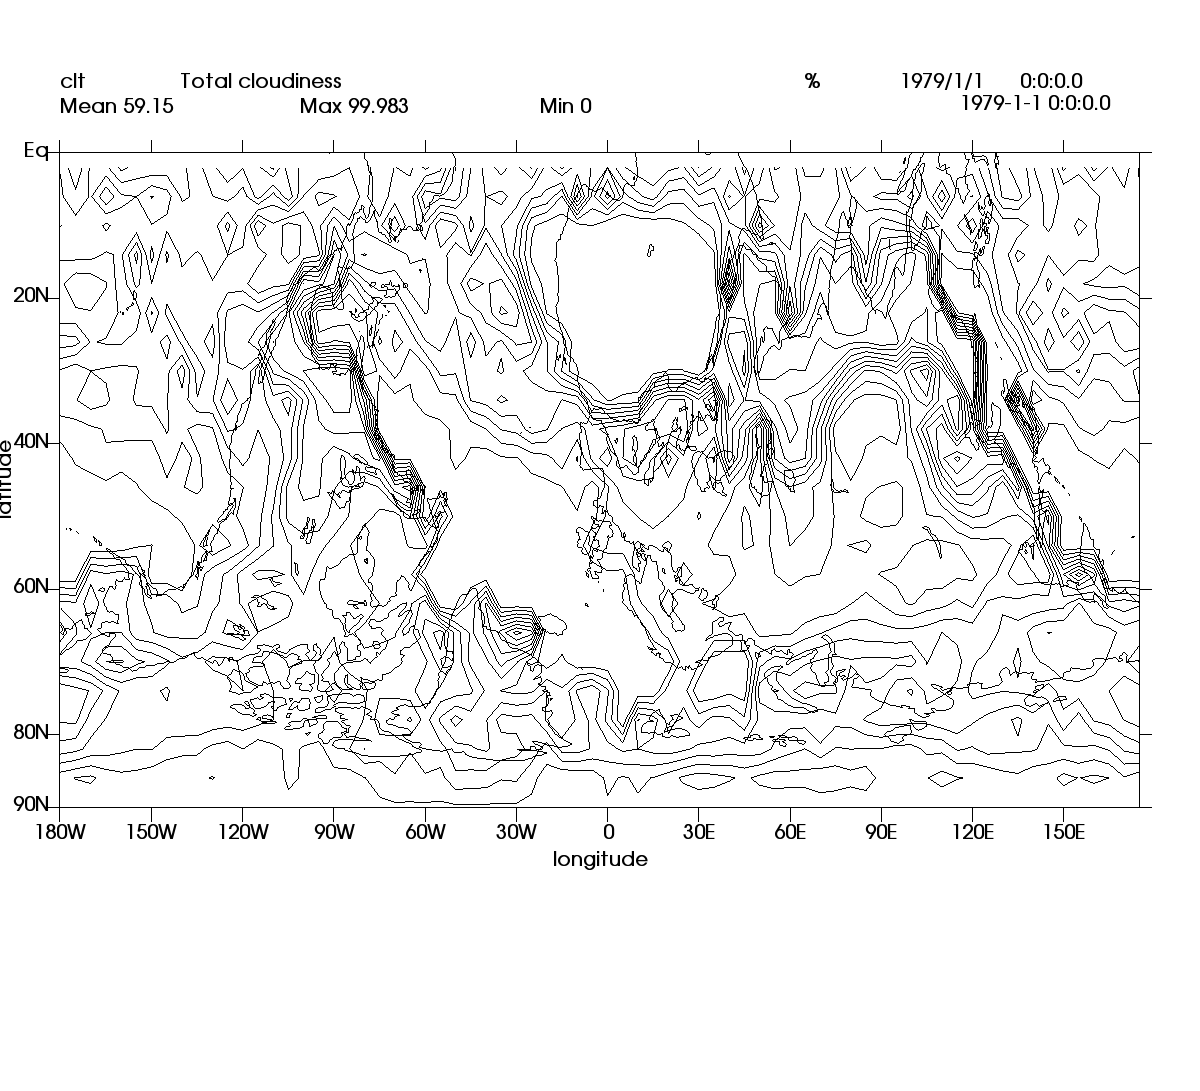 clt Total cloudiness % 1979/1/1 0:0:0.0
Mean 59.15 Max 99.983 Min 0 1979-1-1 0:0:0.0
Eq
20N
40N
latitude
60N
80N
90N
180W 150W 120W 90W 60W 30W 0 30E 60E 90E 120E 150E
longitude